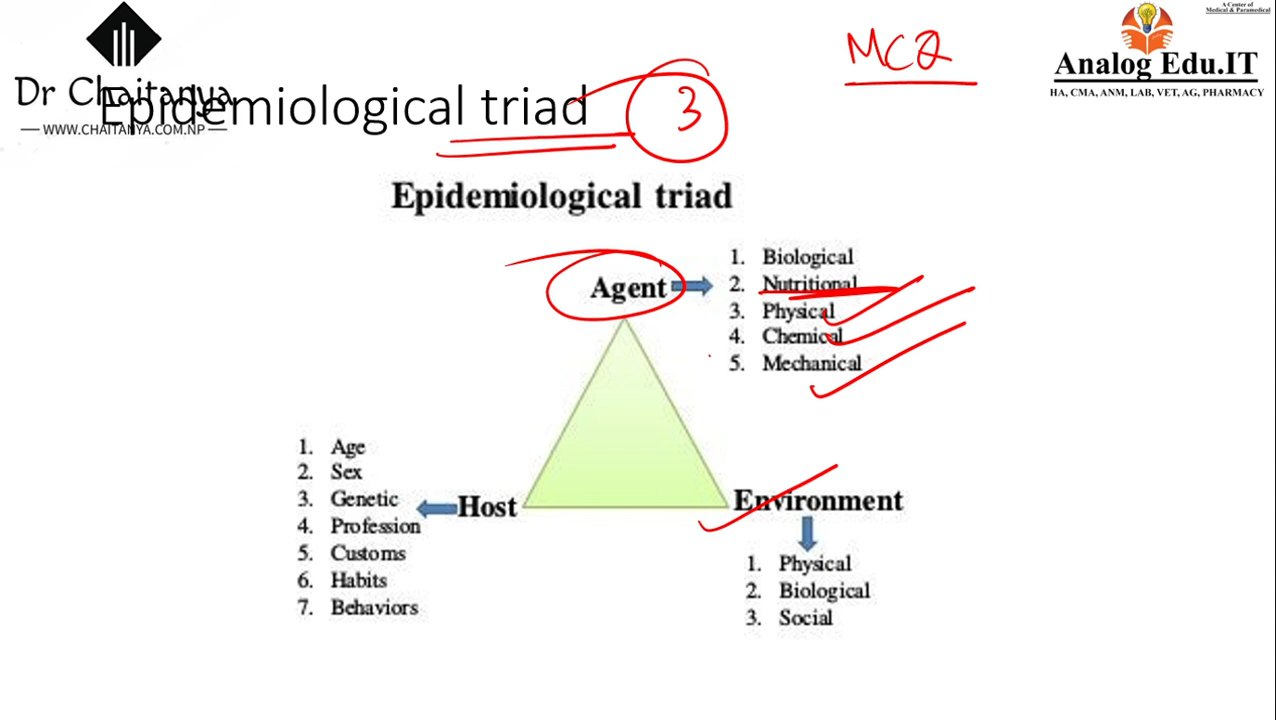 MCQ
A Center of
Medical & Paramedical
Analog Edu.IT
HA, CMA, ANM, LAB, VET, AG, PHARMACY
Dr Chaitanya
WWW.CHAITANYA.COM.NP
Epidemiological triad
3
Epidemiological triad
Agent
1. Biological
2. Nutritional
3. Physical
4. Chemical
5. Mechanical
Host
1. Age
2. Sex
3. Genetic
4. Profession
5. Customs
6. Habits
7. Behaviors
Environment
1. Physical
2. Biological
3. Social